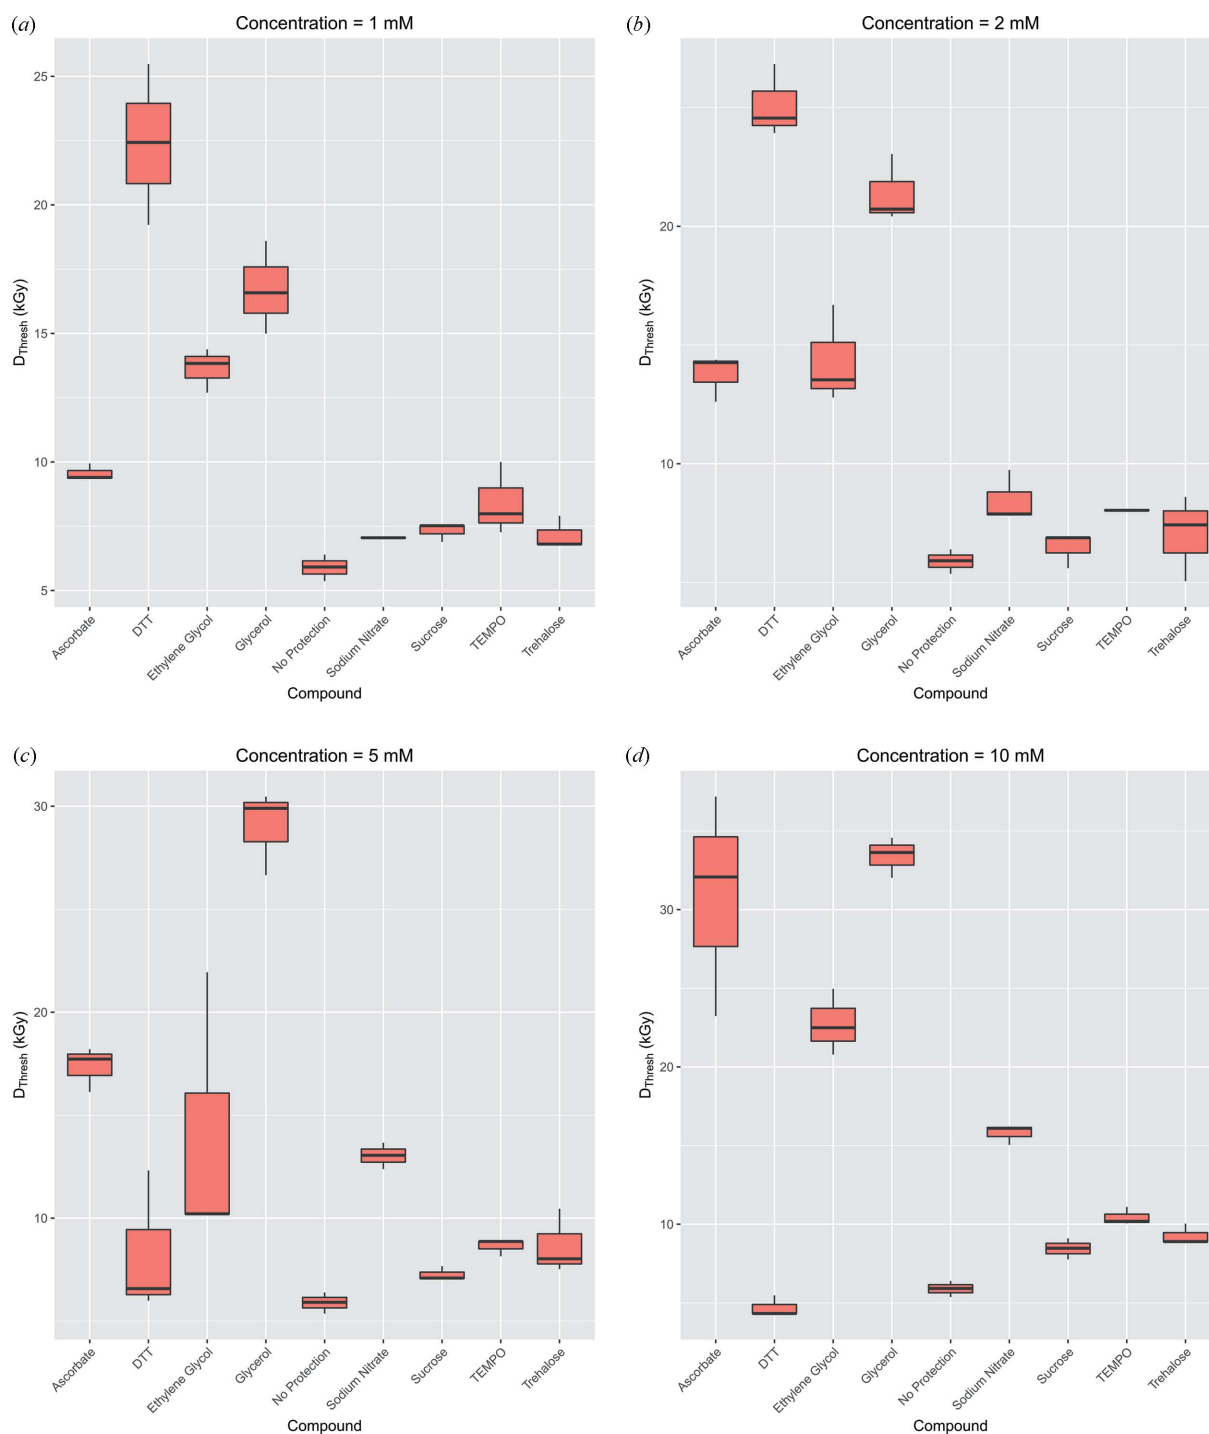 (a)
Concentration = 1 mM
25
20
15
10
5
DThresh (kGy)
Ascorbate
DTT
Ethylene Glycol
Glycerol
No Protection
Sodium Nitrate
Sucrose
TEMPO
Trehalose
Compound
(b)
Concentration = 2 mM
20
10
DThresh (kGy)
Ascorbate
DTT
Ethylene Glycol
Glycerol
No Protection
Sodium Nitrate
Sucrose
TEMPO
Trehalose
Compound
(c)
Concentration = 5 mM
30
20
10
DThresh (kGy)
Ascorbate
DTT
Ethylene Glycol
Glycerol
No Protection
Sodium Nitrate
Sucrose
TEMPO
Trehalose
Compound
(d)
Concentration = 10 mM
30
20
10
DThresh (kGy)
Ascorbate
DTT
Ethylene Glycol
Glycerol
No Protection
Sodium Nitrate
Sucrose
TEMPO
Trehalose
Compound